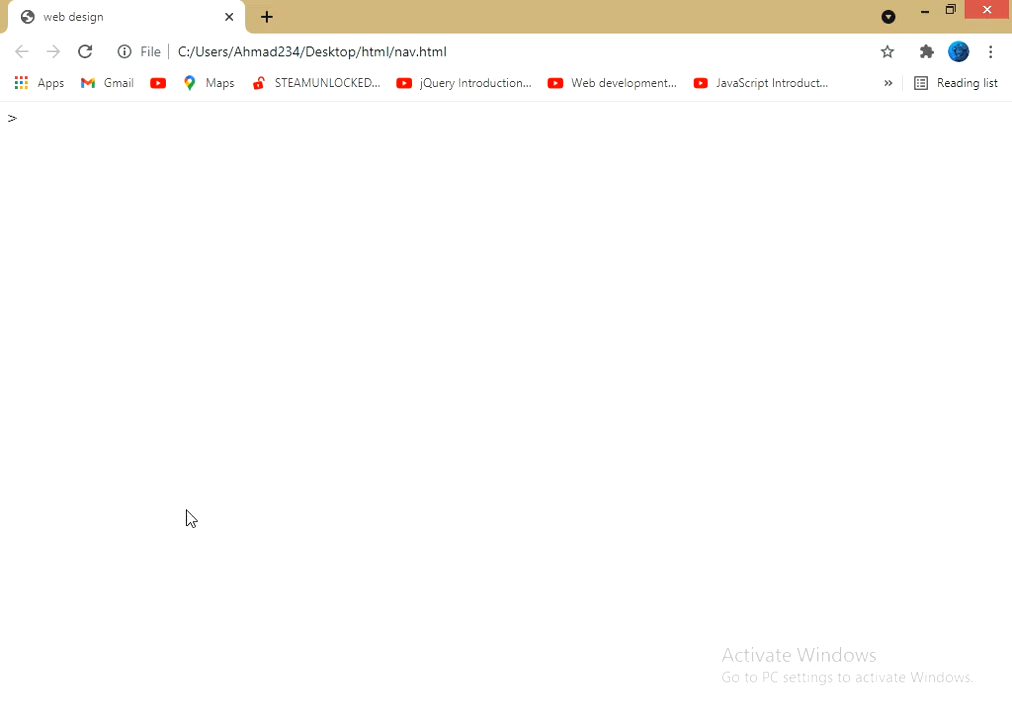 web design
File C:/Users/Ahmad234/Desktop/html/nav.html
Apps Gmail Maps STEAMUNLOCKED... jQuery Introduction... Web development... JavaScript Introduct... » Reading list
>
Activate Windows
Go to PC settings to activate Windows.